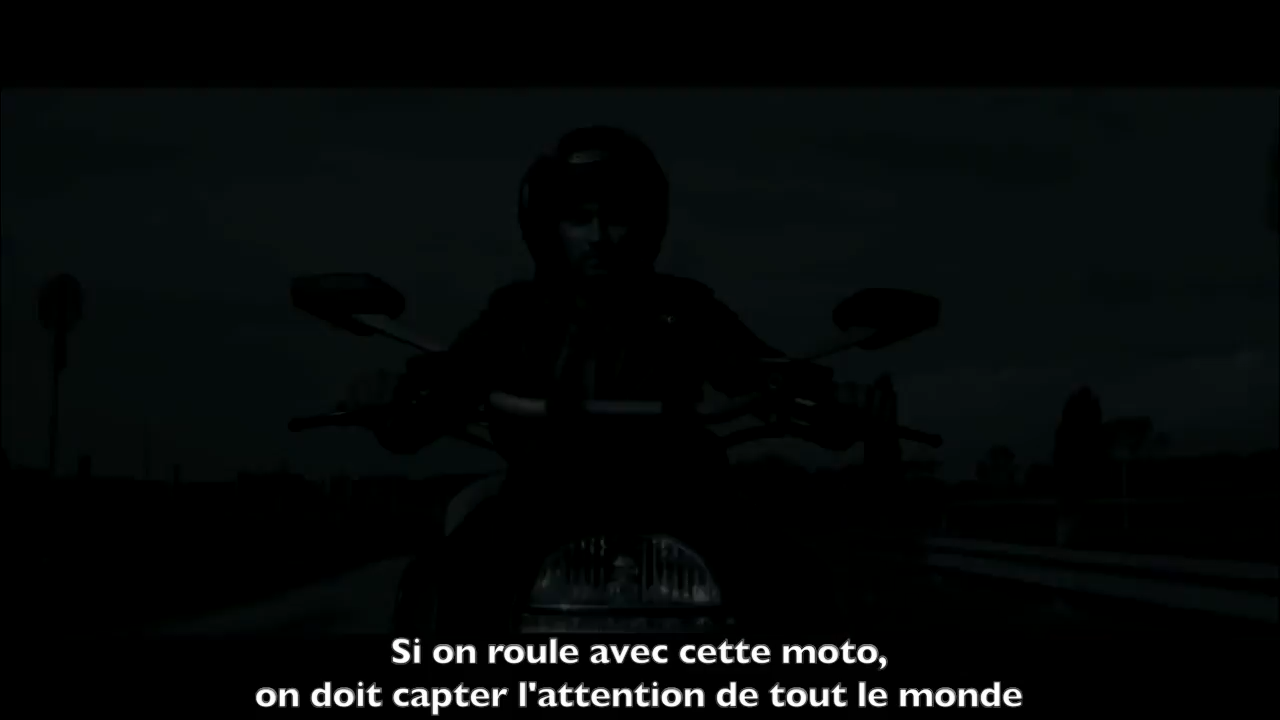 Si on roule avec cette moto,
on doit capter l'attention de tout le monde